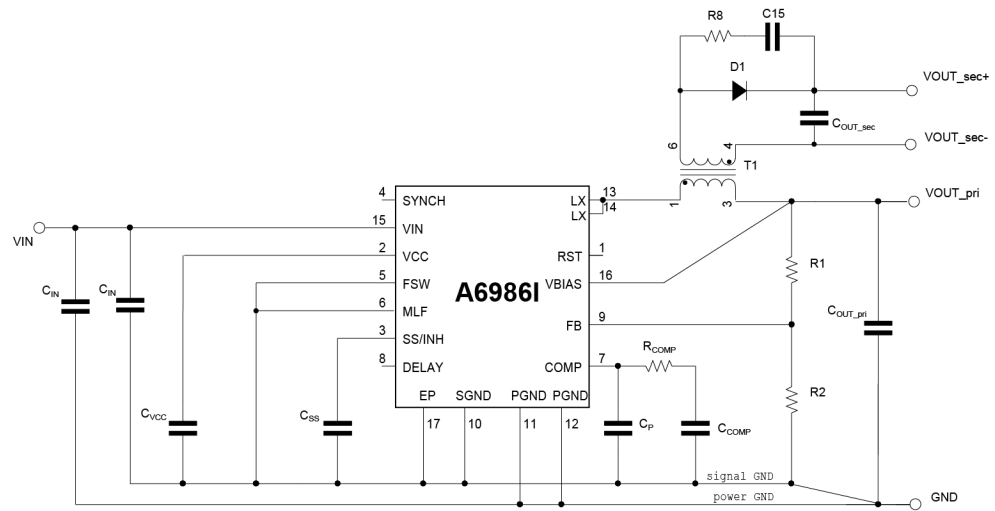 R8
C15
D1
VOUT_sec+
COUT_sec
VOUT_sec-
6
4
T1
1
3
VOUT_pri
4
SYNCH
LX
13
LX
14
15
VIN
VIN
2
VCC
RST
1
5
FSW
VBIAS
16
R1
CIN
CIN
A6986I
6
MLF
FB
9
COUT_pri
3
SS/INH
RCOMP
8
DELAY
COMP
7
EP
SGND
PGND
PGND
R2
CVCC
CSS
17
10
11
12
CP
CCOMP
signal GND
power GND
GND